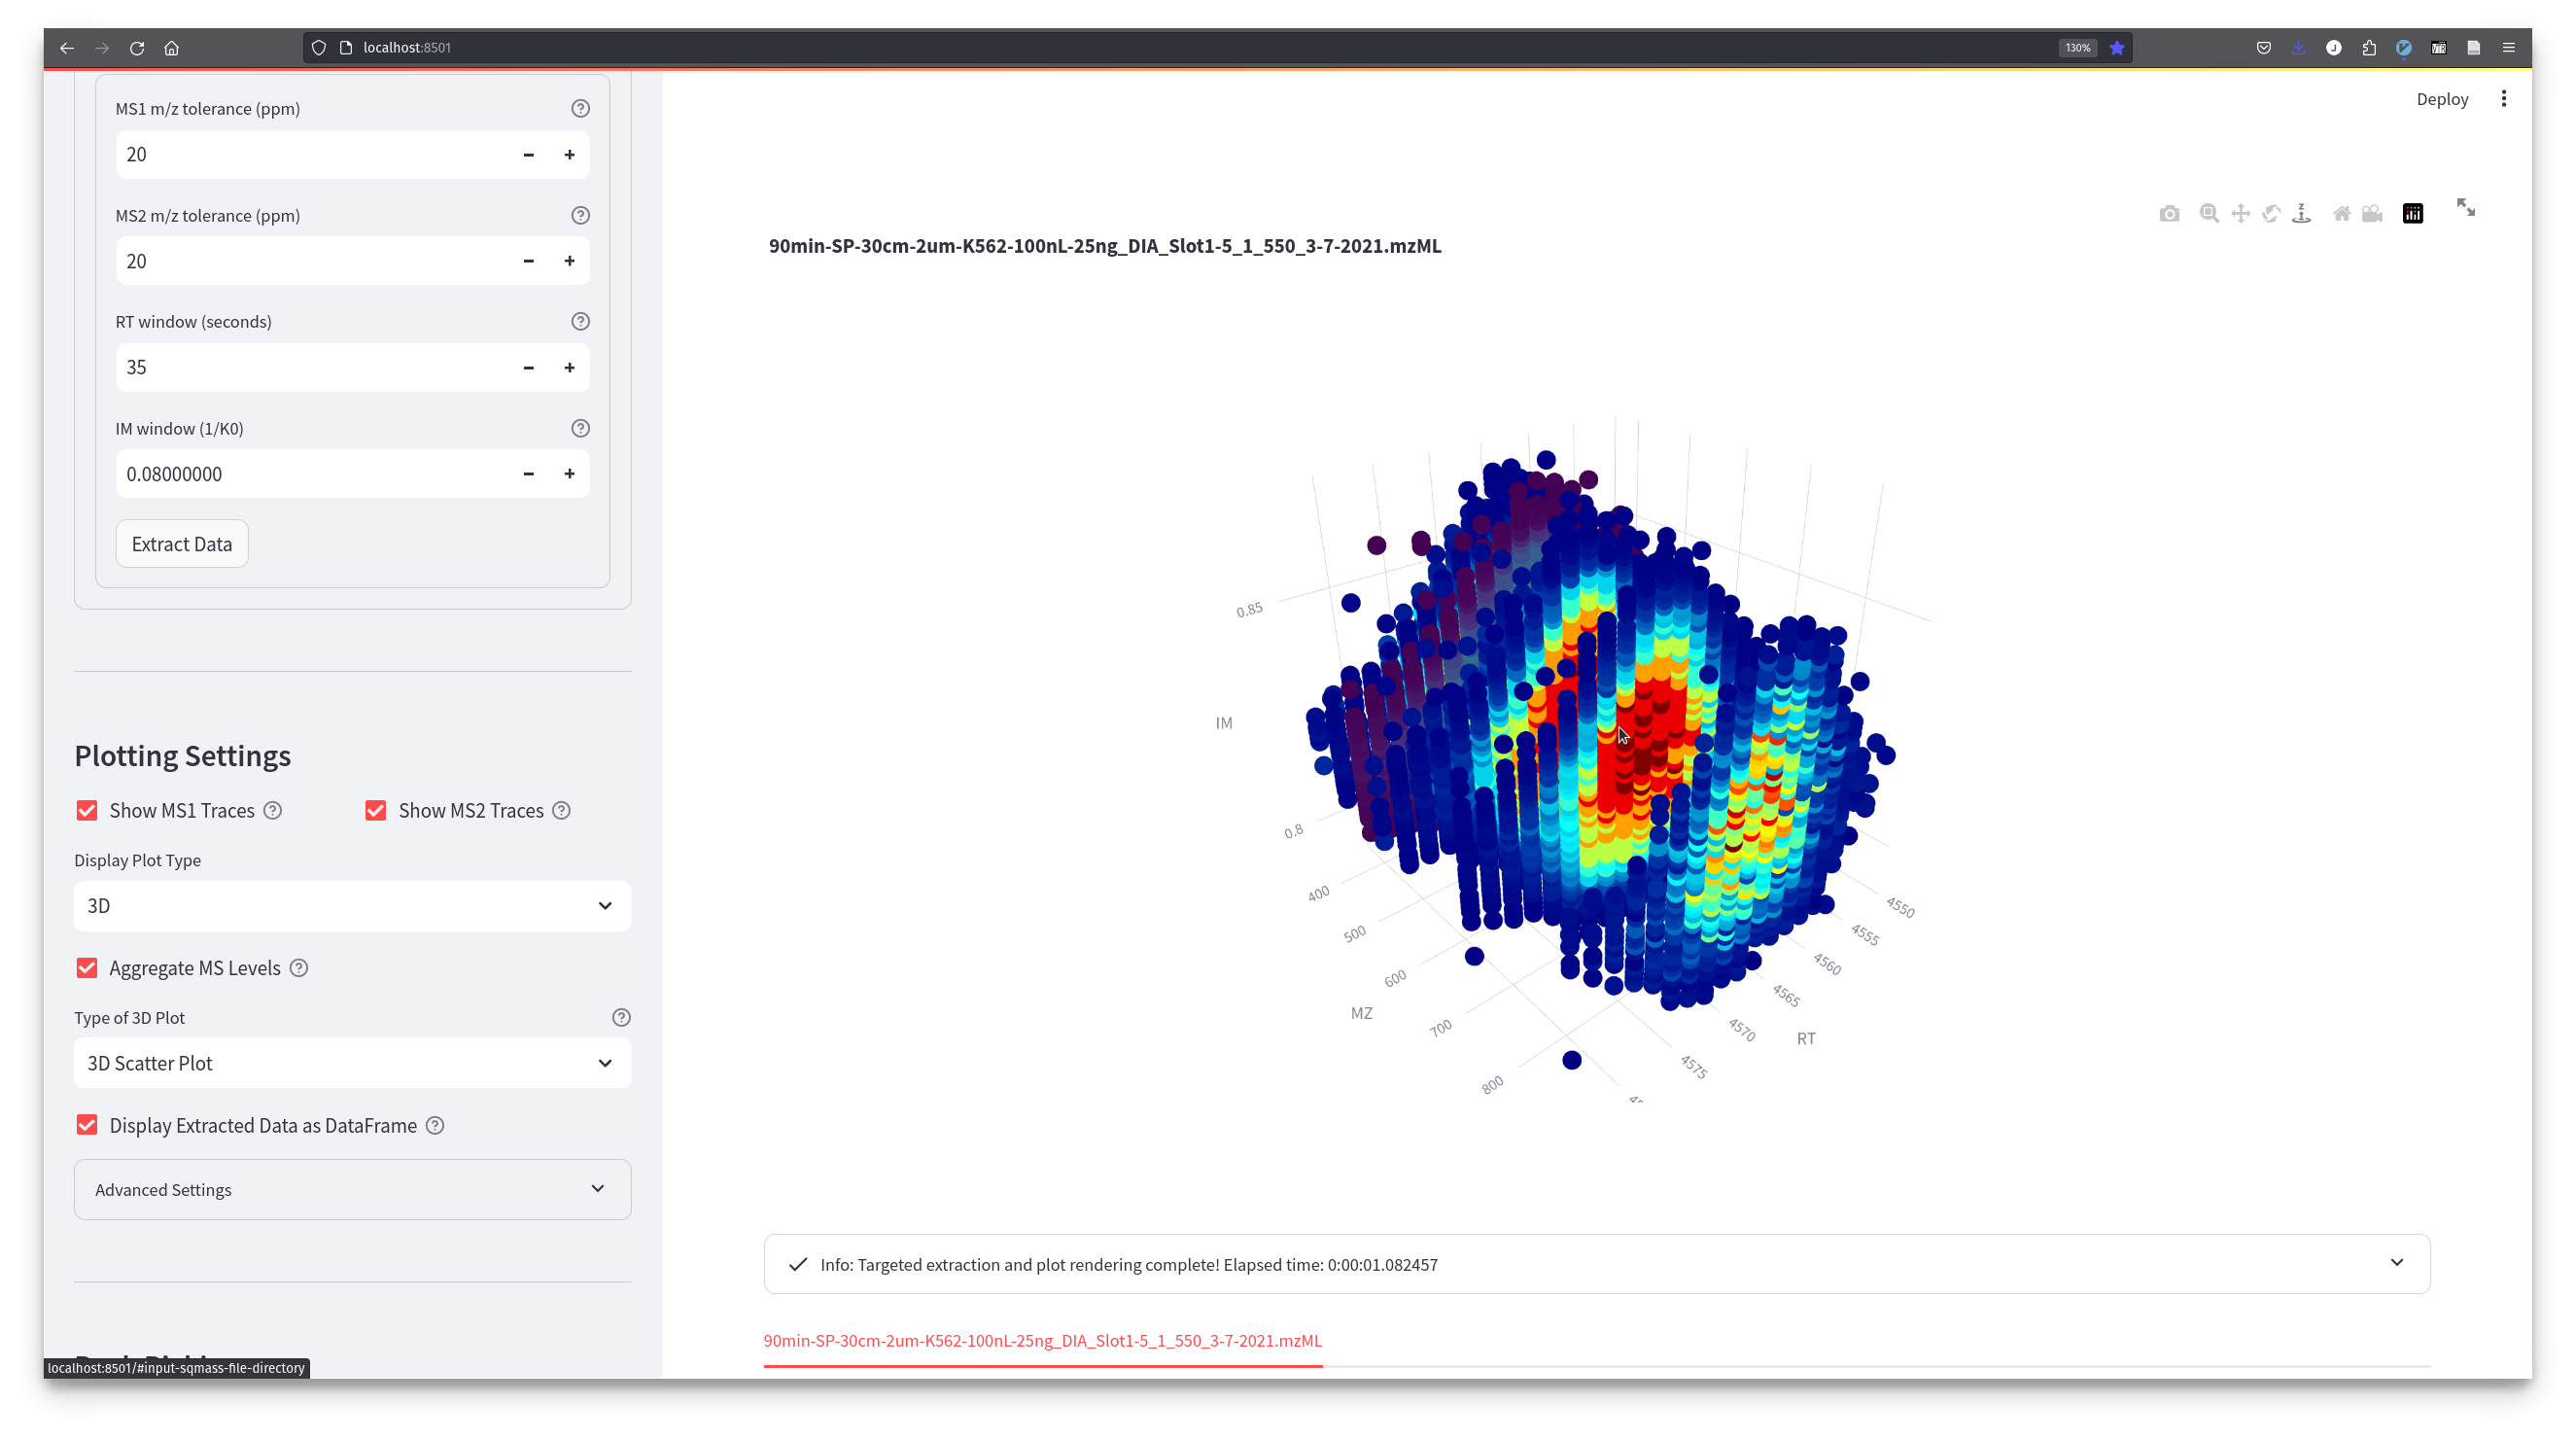 localhost:8501
130%
MS1 m/z tolerance (ppm)
20
MS2 m/z tolerance (ppm)
20
RT window (seconds)
35
IM window (1/K0)
0.08000000
Extract Data
Plotting Settings
Show MS1 Traces
Show MS2 Traces
Display Plot Type
3D
Aggregate MS Levels
Type of 3D Plot
3D Scatter Plot
Display Extracted Data as DataFrame
Advanced Settings
localhost:8501/#input-sqmass-file-directory
Deploy
90min-SP-30cm-2um-K562-100nL-25ng_DIA_Slot1-5_1_550_3-7-2021.mzML
0.85
IM
0.8
400
500
600
MZ
700
800
4550
4555
4560
4565
4570
RT
4575
Info: Targeted extraction and plot rendering complete! Elapsed time: 0:00:01.082457
90min-SP-30cm-2um-K562-100nL-25ng_DIA_Slot1-5_1_550_3-7-2021.mzML